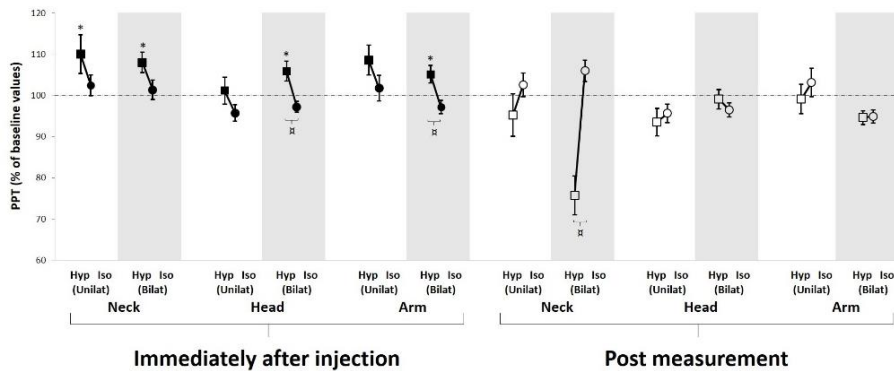 PPT (% of baseline values)
120
110
100
90
80
70
60
* * * *
¤ ¤ ¤
Hyp Iso Hyp Iso Hyp Iso Hyp Iso Hyp Iso Hyp Iso Hyp Iso Hyp Iso Hyp Iso Hyp Iso Hyp Iso Hyp Iso
(Unilat) (Bilat) (Unilat) (Bilat) (Unilat) (Bilat) (Unilat) (Bilat) (Unilat) (Bilat) (Unilat) (Bilat)
Neck Head Arm Neck Head Arm
Immediately after injection Post measurement